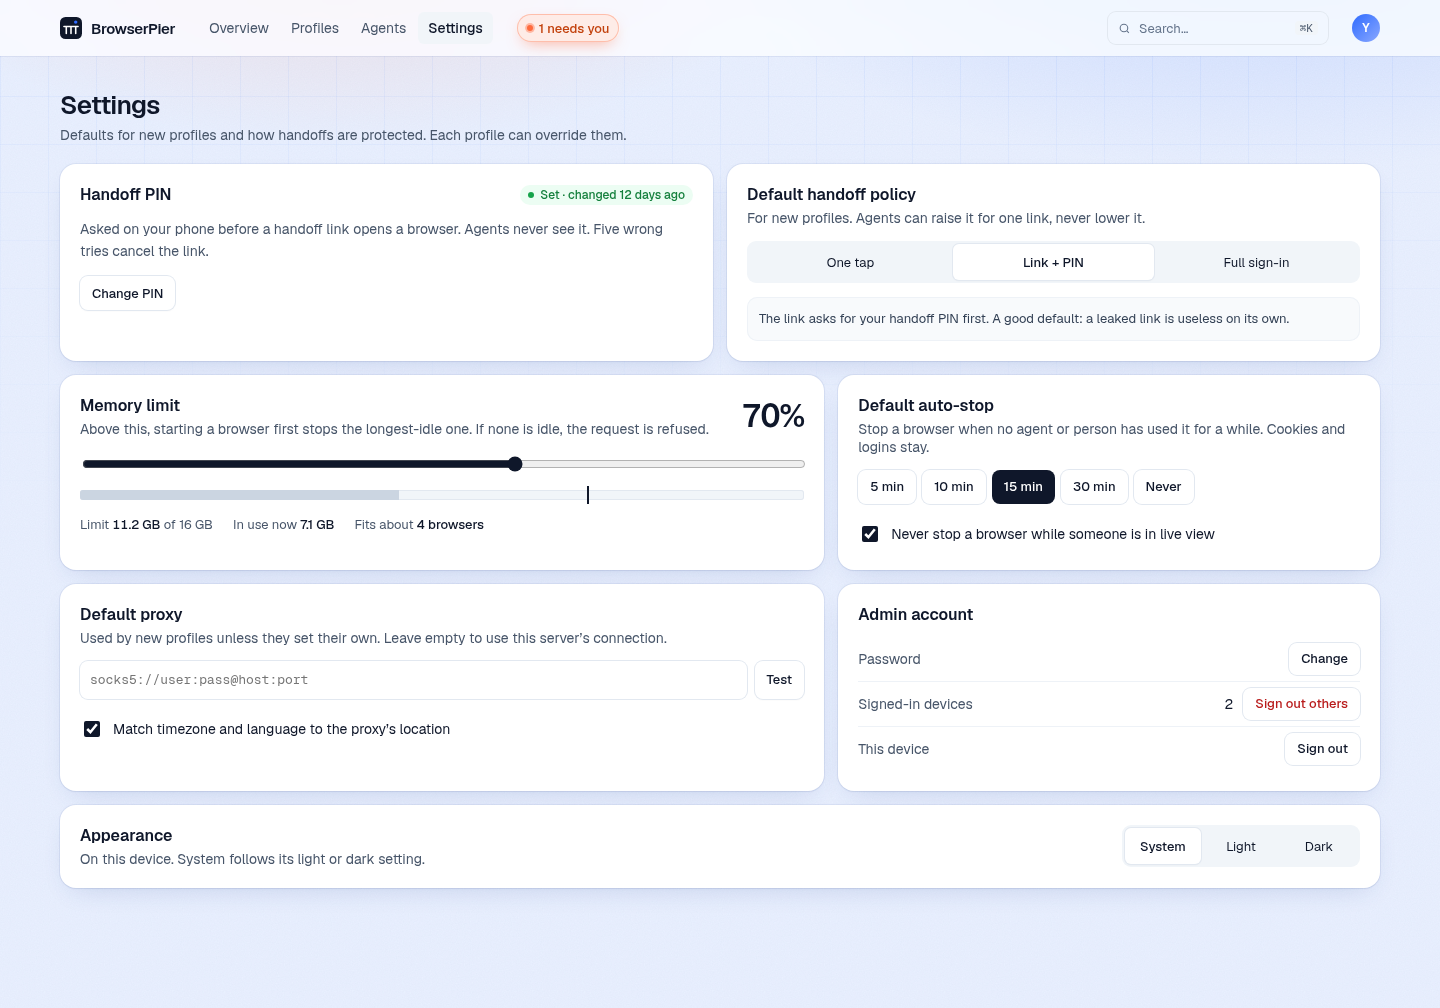 BrowserPier
Overview
Profiles
Agents
Settings
1 needs you
Search...
⌘K
Y
Settings
Defaults for new profiles and how handoffs are protected. Each profile can override them.
Handoff PIN
Set · changed 12 days ago
Asked on your phone before a handoff link opens a browser. Agents never see it. Five wrong
tries cancel the link.
Change PIN
Default handoff policy
For new profiles. Agents can raise it for one link, never lower it.
One tap
Link + PIN
Full sign-in
The link asks for your handoff PIN first. A good default: a leaked link is useless on its own.
Memory limit
70%
Above this, starting a browser first stops the longest-idle one. If none is idle, the request is refused.
Limit 11.2 GB of 16 GB
In use now 7.1 GB
Fits about 4 browsers
Default auto-stop
Stop a browser when no agent or person has used it for a while. Cookies and
logins stay.
5 min
10 min
15 min
30 min
Never
Never stop a browser while someone is in live view
Default proxy
Used by new profiles unless they set their own. Leave empty to use this server's connection.
socks5://user:pass@host:port
Test
Match timezone and language to the proxy's location
Admin account
Password
Change
Signed-in devices
2
Sign out others
This device
Sign out
Appearance
On this device. System follows its light or dark setting.
System
Light
Dark